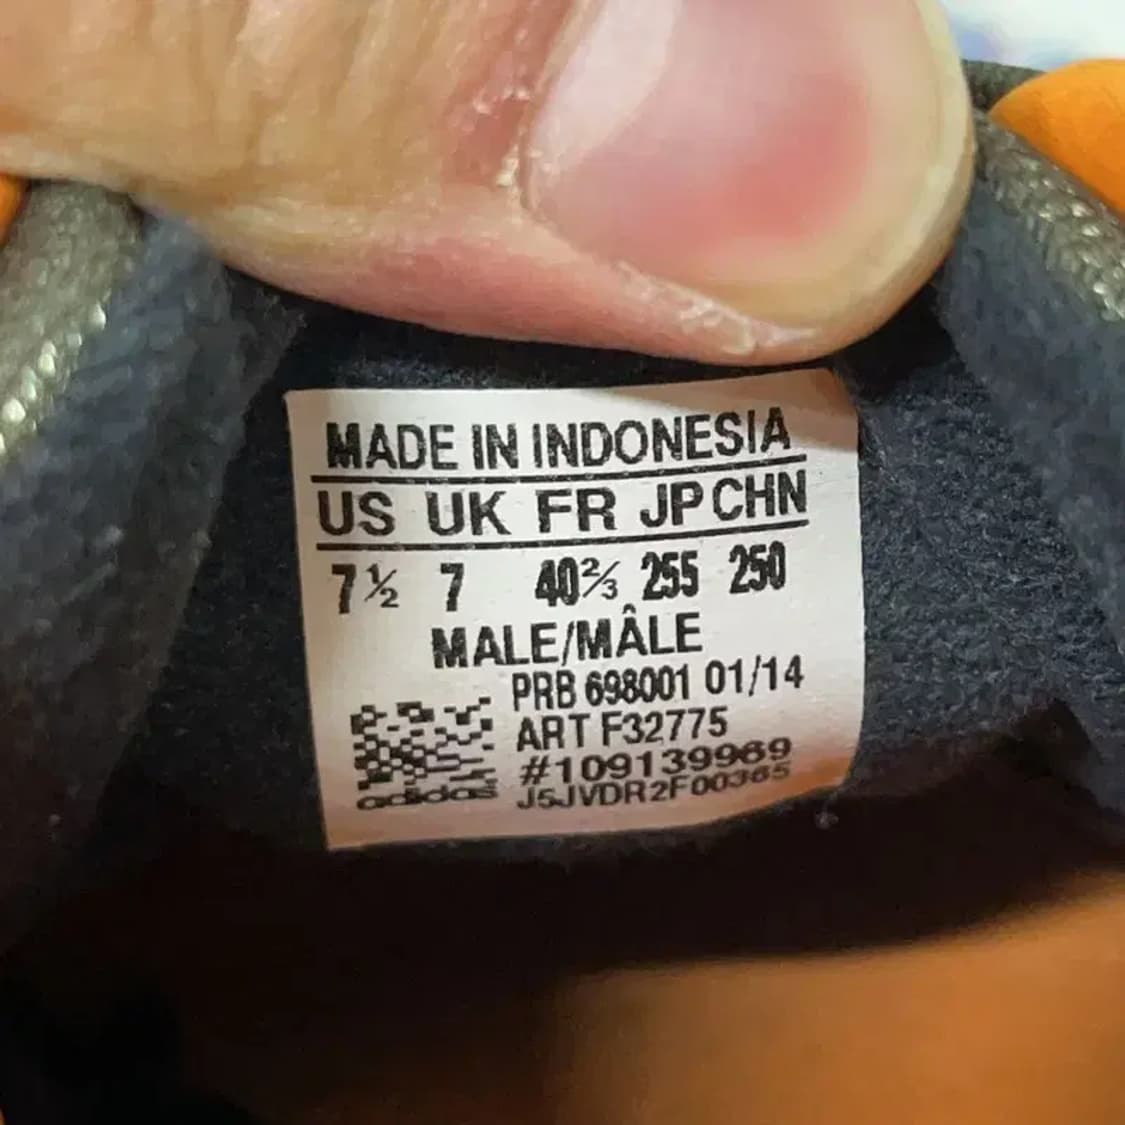 MADE IN INDONESIA
US UK FR JP CHN
7½ 7 40⅔ 255 250
MALE/MÂLE
PRB 698001 01/14
ART F32775
#109139969
adidas J5JVDR2F00365